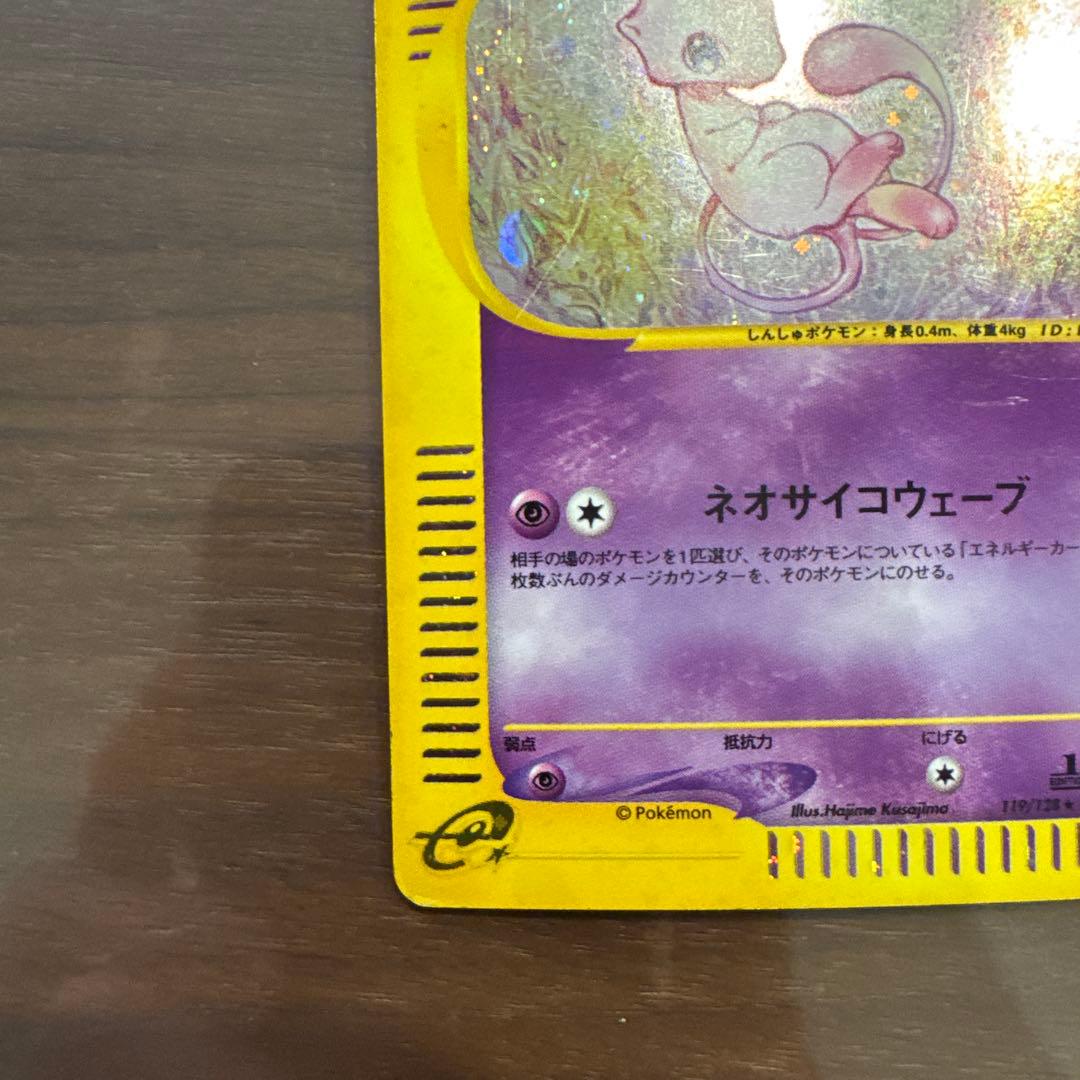 しんしゅポケモン：身長0.4m、体重4kg ID:
ネオサイコウェーブ
相手の場のポケモンを1匹選び、そのポケモンについている「エネルギーカー
枚数ぶんのダメージカウンターを、そのポケモンにのせる。
弱点 抵抗力 にげる
1
EDITION
©Pokémon Illus.Hajime Kusajima 119/128★
e